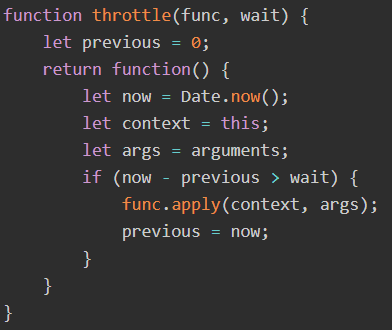 function throttle(func, wait) {
    let previous = 0;
    return function() {
        let now = Date.now();
        let context = this;
        let args = arguments;
        if (now - previous > wait) {
            func.apply(context, args);
            previous = now;
        }
    }
}